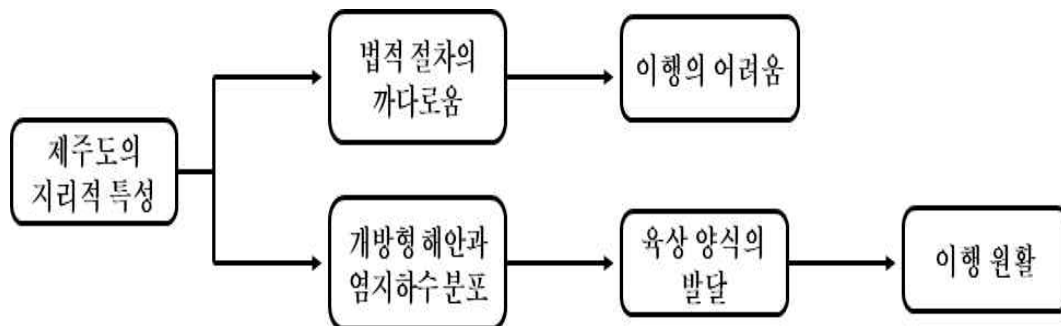 법적 절차의
까다로움
이행의 어려움
제주도의
지리적 특성
개방형 해안과
염지하수분포
육상 양식의
발달
이행 원활